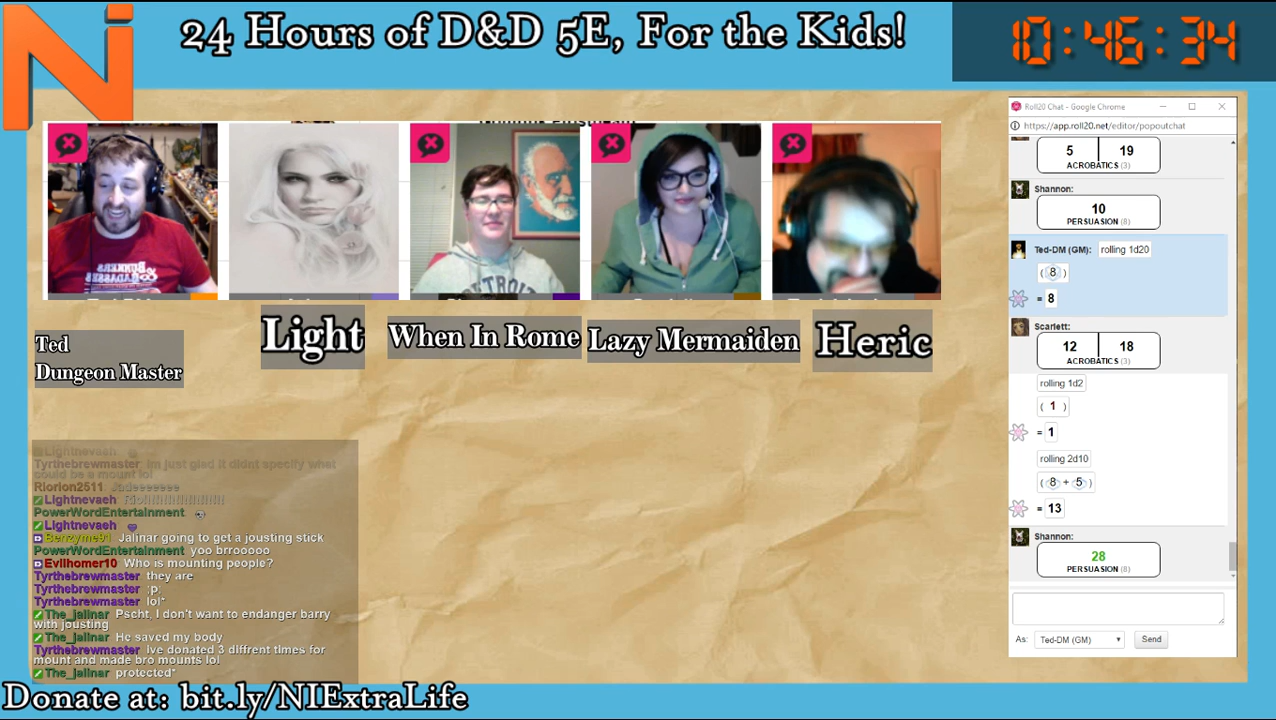 Ni
24 Hours of D&D 5E, For the Kids!
10:46:34
Roll20 Chat - Google Chrome
https://app.roll20.net/editor/popoutchat
5 19
ACROBATICS (3)
Shannon:
10
PERSUASION (8)
Ted-DM (GM): rolling 1d20
(8)
= 8
Scarlett:
12 18
ACROBATICS (3)
rolling 1d2
( 1 )
= 1
rolling 2d10
(8 + 5)
= 13
Shannon:
28
PERSUASION (8)
As: Ted-DM (GM) Send
DETROIT
Ted
Dungeon Master
Light
When In Rome
Lazy Mermaiden
Heric
Lightnevaeh
Tyrthebrewmaster Im just glad it didnt specify what
could be a mount lol
Riorion2511 Jadeeeeee
Lightnevaeh
PowerWordEntertainment
Lightnevaeh
Benzyme91 Jalinar going to get a jousting stick
PowerWordEntertainment yoo brrooooo
Evilhomer10 Who is mounting people?
Tyrthebrewmaster they are
Tyrthebrewmaster :p
Tyrthebrewmaster lol*
The_jalinar Pscht, I don't want to endanger barry
with jousting
The_jalinar He saved my body
Tyrthebrewmaster Ive donated 3 diffrent times for
mount and made bro mounts lol
The_jalinar protected*
Donate at: bit.ly/NIExtraLife